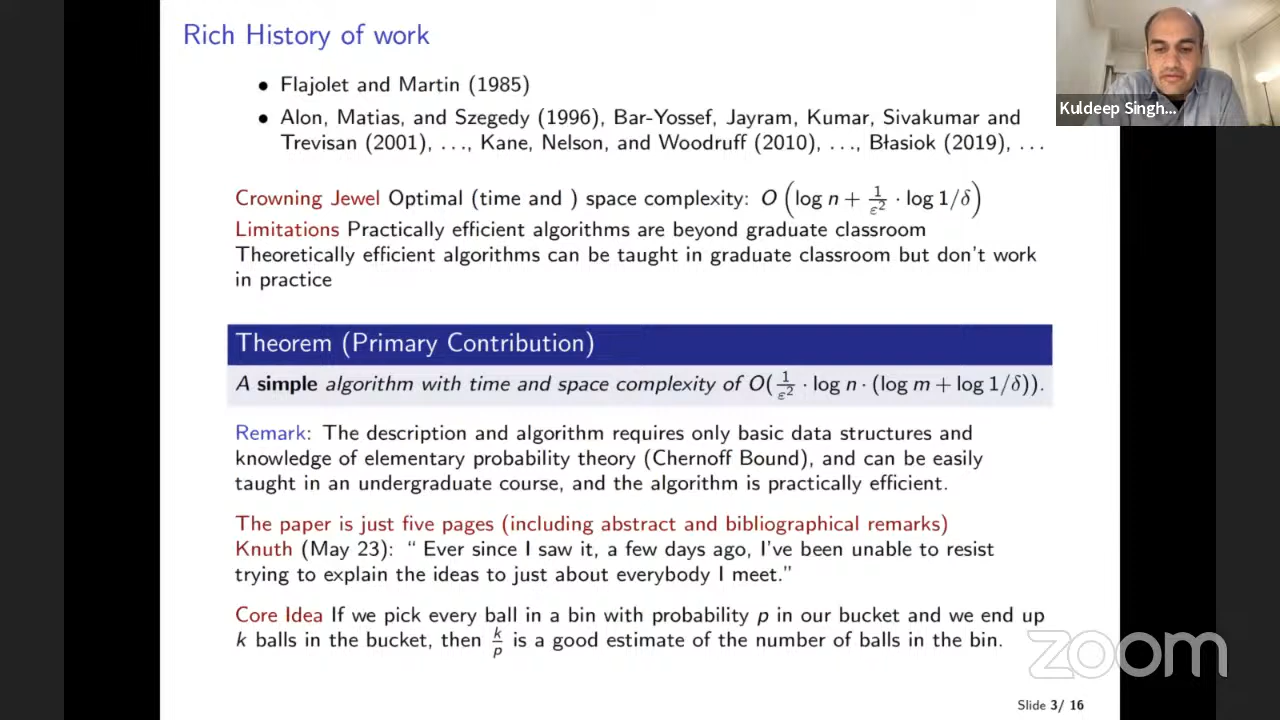 Rich History of work
• Flajolet and Martin (1985)
• Alon, Matias, and Szegedy (1996), Bar-Yossef, Jayram, Kumar, Sivakumar and
Trevisan (2001), ..., Kane, Nelson, and Woodruff (2010), ..., Błasiok (2019), ...
Crowning Jewel Optimal (time and ) space complexity: O (log n + 1/ε² · log 1/δ)
Limitations Practically efficient algorithms are beyond graduate classroom
Theoretically efficient algorithms can be taught in graduate classroom but don't work
in practice
Theorem (Primary Contribution)
A simple algorithm with time and space complexity of O(1/ε² · log n · (log m + log 1/δ)).
Remark: The description and algorithm requires only basic data structures and
knowledge of elementary probability theory (Chernoff Bound), and can be easily
taught in an undergraduate course, and the algorithm is practically efficient.
The paper is just five pages (including abstract and bibliographical remarks)
Knuth (May 23): “ Ever since I saw it, a few days ago, I've been unable to resist
trying to explain the ideas to just about everybody I meet.”
Core Idea If we pick every ball in a bin with probability p in our bucket and we end up
k balls in the bucket, then k/p is a good estimate of the number of balls in the bin.
Slide 3/ 16
Kuldeep Singh...
zoom